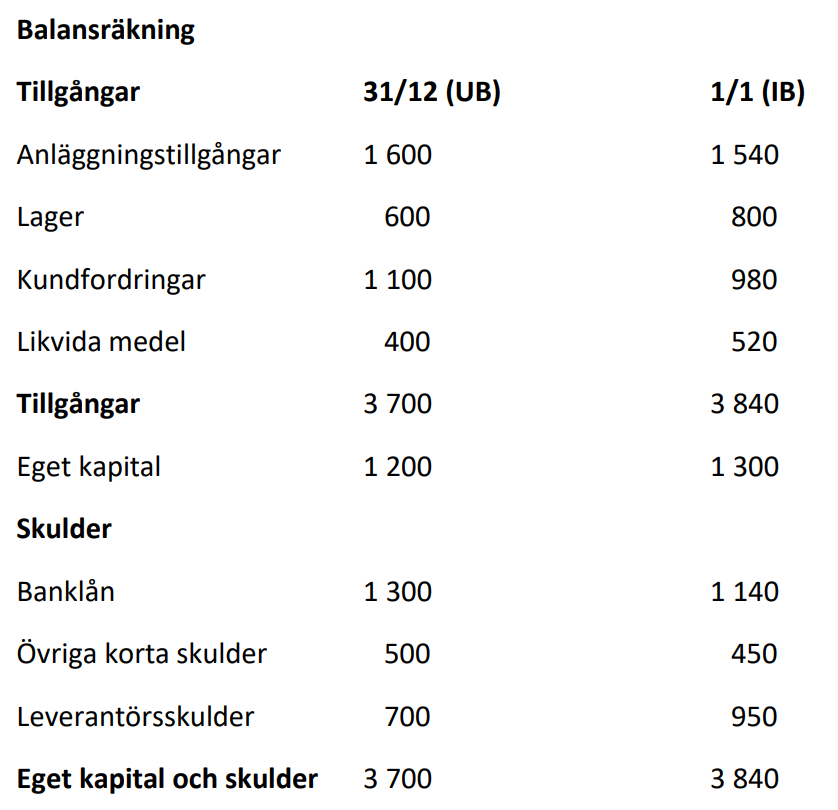 Balansräkning
Tillgångar 31/12 (UB) 1/1 (IB)
Anläggningstillgångar 1 600 1 540
Lager 600 800
Kundfordringar 1 100 980
Likvida medel 400 520
Tillgångar 3 700 3 840
Eget kapital 1 200 1 300
Skulder
Banklån 1 300 1 140
Övriga korta skulder 500 450
Leverantörsskulder 700 950
Eget kapital och skulder 3 700 3 840